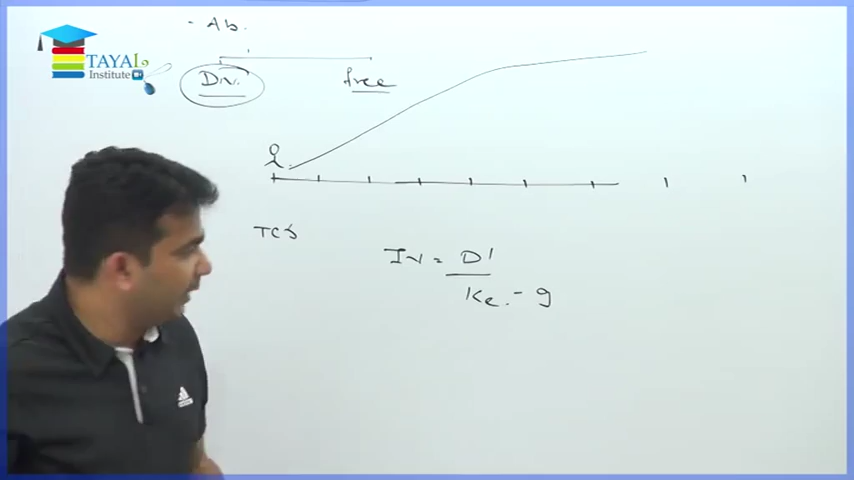 - Ab.
TAYAL
Institute
Div.
free
TCS
IV = D1
Ke - g